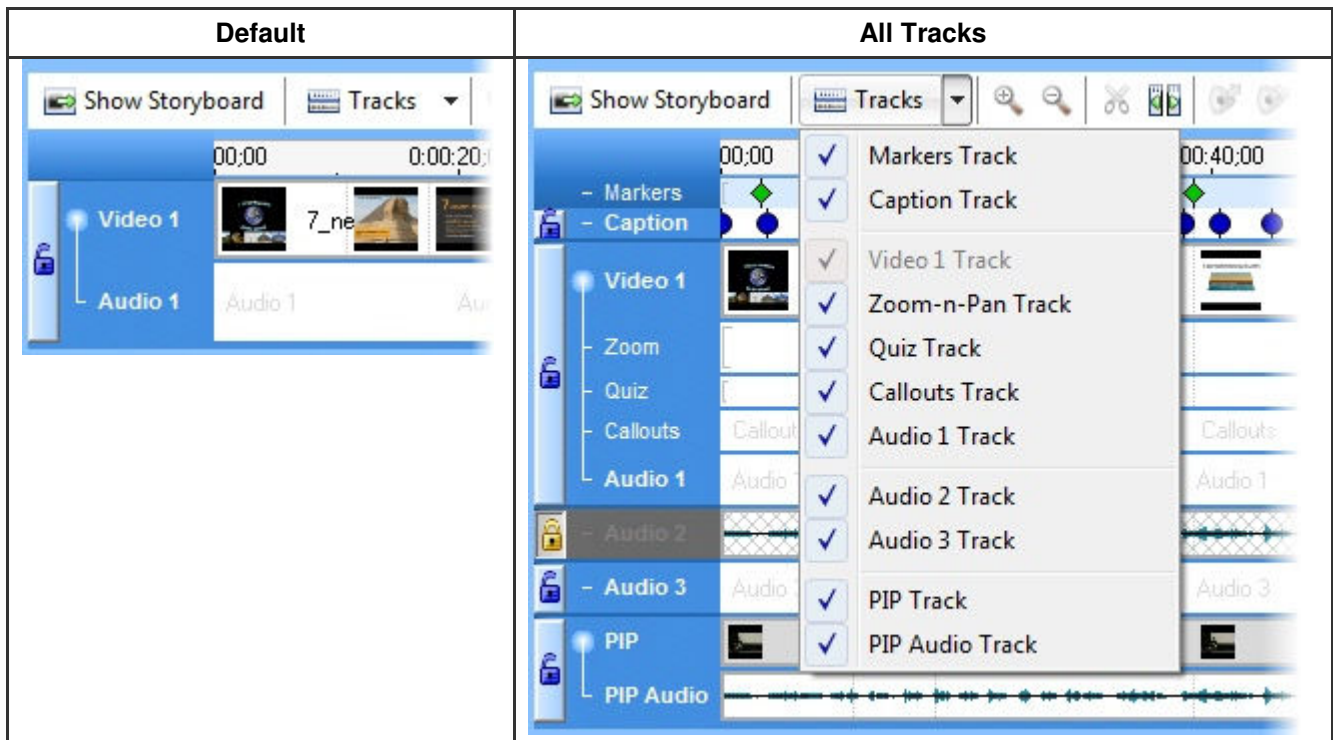 Default
All Tracks
Show Storyboard Tracks
00;00 0:00:20;
Video 1 7_ne
Audio 1 Audio 1 Au
Show Storyboard Tracks
00;00 00:40;00
Markers
Caption
Video 1
Zoom
Quiz
Callouts Callout Callouts
Audio 1 Audio Audio 1
Audio 2
Audio 3 Audio Audio 3
PIP
PIP Audio
Markers Track
Caption Track
Video 1 Track
Zoom-n-Pan Track
Quiz Track
Callouts Track
Audio 1 Track
Audio 2 Track
Audio 3 Track
PIP Track
PIP Audio Track